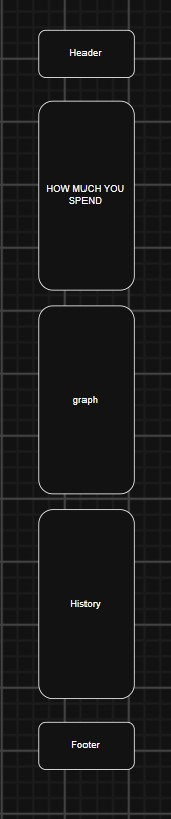 Header
HOW MUCH YOU
SPEND
graph
History
Footer